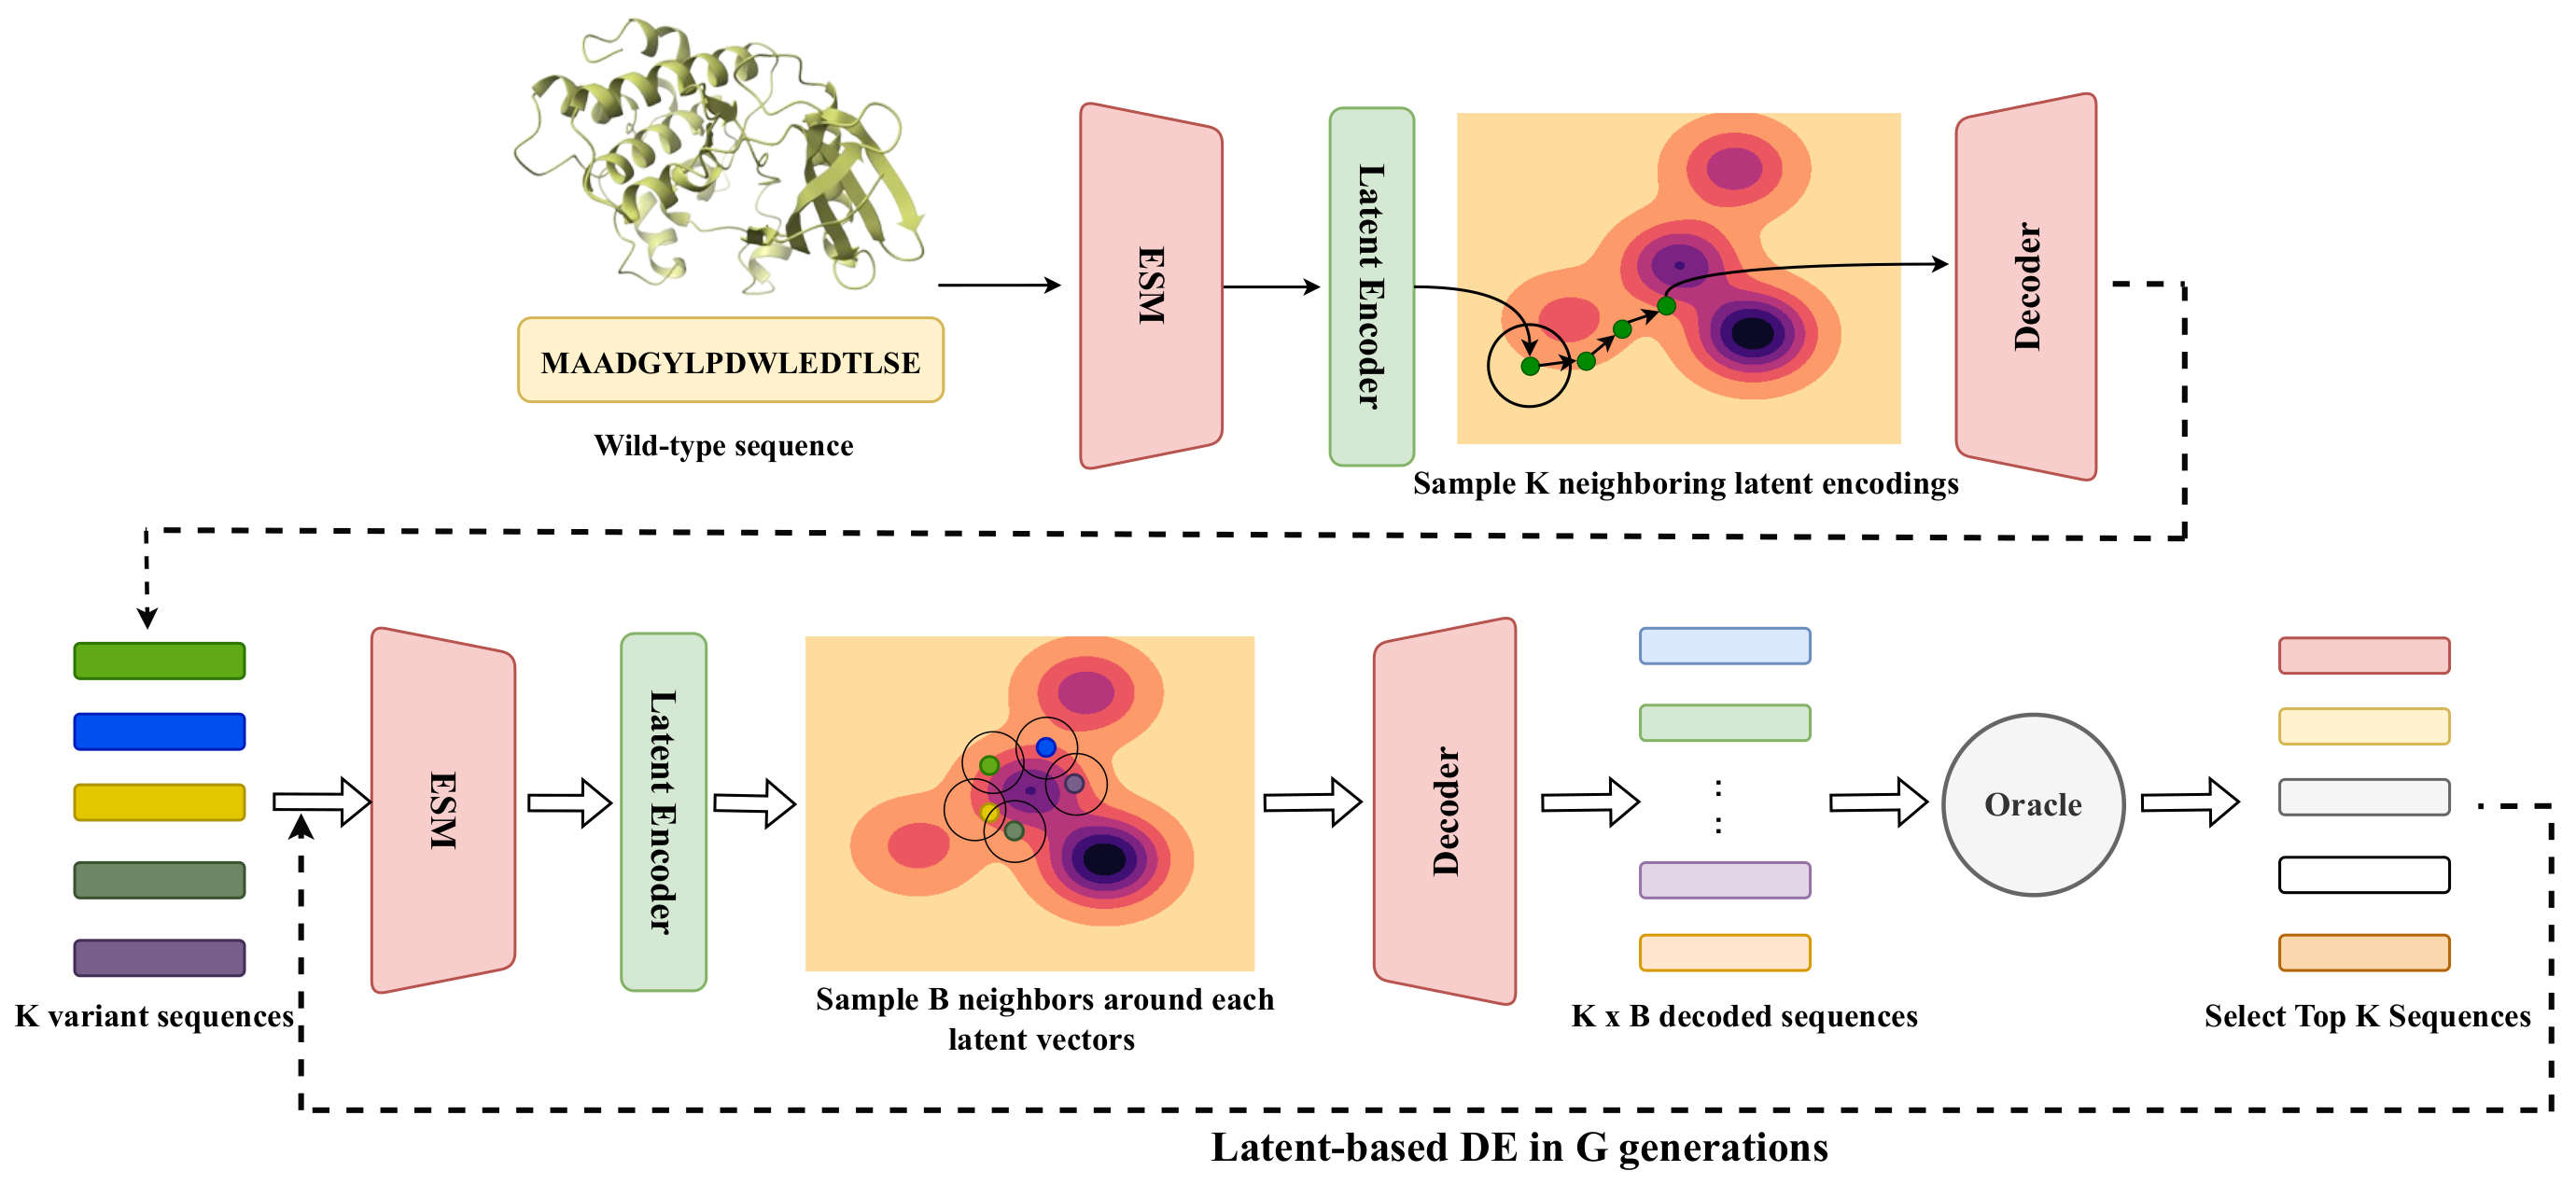 MAADGYLPDWLEDTLSE
Wild-type sequence
ESM
Latent Encoder
Sample K neighboring latent encodings
Decoder
K variant sequences
ESM
Latent Encoder
Sample B neighbors around each
latent vectors
Decoder
K x B decoded sequences
Oracle
Select Top K Sequences
Latent-based DE in G generations